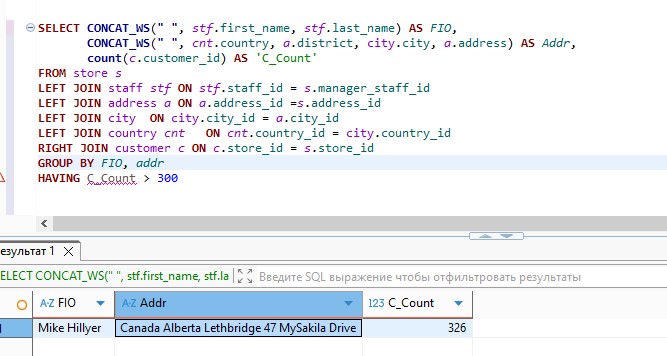 SELECT CONCAT_WS(" ", stf.first_name, stf.last_name) AS FIO,
CONCAT_WS(" ", cnt.country, a.district, city.city, a.address) AS Addr,
count(c.customer_id) AS 'C_Count'
FROM store s
LEFT JOIN staff stf ON stf.staff_id = s.manager_staff_id
LEFT JOIN address a ON a.address_id =s.address_id
LEFT JOIN city  ON city.city_id = a.city_id
LEFT JOIN country cnt   ON cnt.country_id = city.country_id
RIGHT JOIN customer c ON c.store_id = s.store_id
GROUP BY FIO, addr
HAVING C_Count > 300
езультат 1
ELECT CONCAT_WS(" ", stf.first_name, stf.la Введите SQL выражение чтобы отфильтровать результаты
A-Z FIO A-Z Addr 123 C_Count
1 Mike Hillyer Canada Alberta Lethbridge 47 MySakila Drive 326